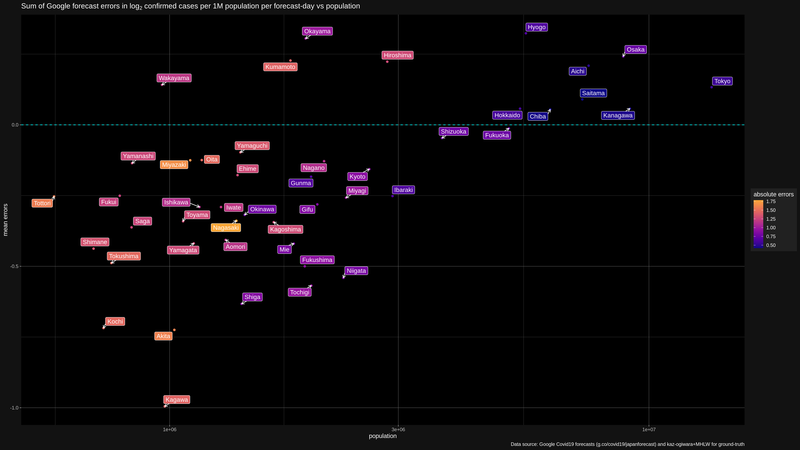 Sum of Google forecast errors in log2 confirmed cases per 1M population per forecast-day vs population
Okayama
Hyogo
Osaka
Hiroshima
Kumamoto
Aichi
Wakayama
Tokyo
Saitama
Hokkaido
Chiba
Kanagawa
0.0
Shizuoka
Fukuoka
Yamaguchi
Yamanashi
Oita
Miyazaki
Ehime
Nagano
Kyoto
Gunma
Miyagi
Ibaraki
Tottori
Fukui
Ishikawa
Iwate
Okinawa
Gifu
Toyama
Saga
Nagasaki
Kagoshima
Shimane
Yamagata
Aomori
Mie
Tokushima
Fukushima
-0.5
Niigata
Shiga
Tochigi
Kochi
Akita
Kagawa
-1.0
mean errors
absolute errors
1.75
1.50
1.25
1.00
0.75
0.50
1e+06
3e+06
1e+07
population
Data source: Google Covid19 forecasts (g.co/covid19/japanforecast) and kaz-ogiwara+MHLW for ground-truth